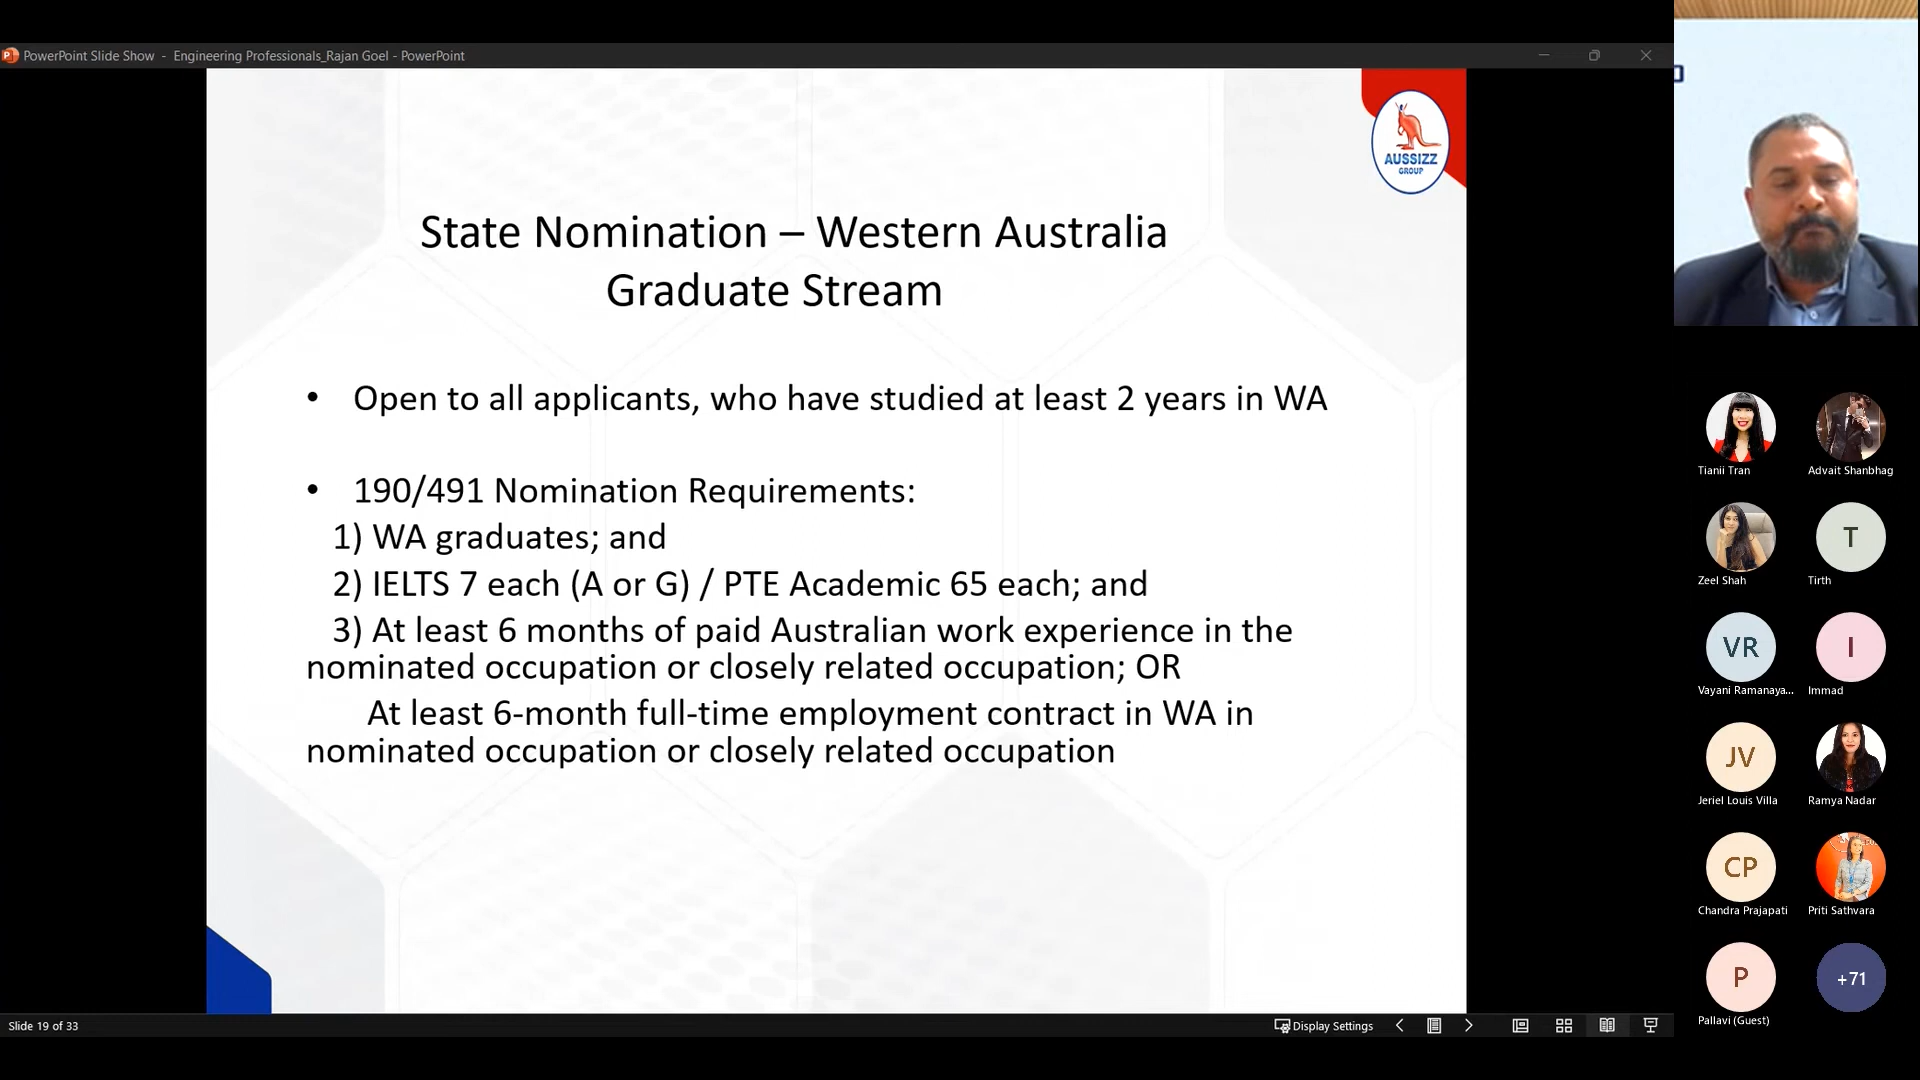 PowerPoint Slide Show - Engineering Professionals_Rajan Goel - PowerPoint
AUSSIZZ
GROUP
State Nomination – Western Australia
Graduate Stream
• Open to all applicants, who have studied at least 2 years in WA
• 190/491 Nomination Requirements:
1) WA graduates; and
2) IELTS 7 each (A or G) / PTE Academic 65 each; and
3) At least 6 months of paid Australian work experience in the
nominated occupation or closely related occupation; OR
At least 6-month full-time employment contract in WA in
nominated occupation or closely related occupation
Slide 19 of 33
Display Settings
Tianii Tran
Advait Shanbhag
Zeel Shah
T
Tirth
VR
Vayani Ramanaya...
I
Immad
JV
Jeriel Louis Villa
Ramya Nadar
CP
Chandra Prajapati
Priti Sathvara
P
Pallavi (Guest)
+71